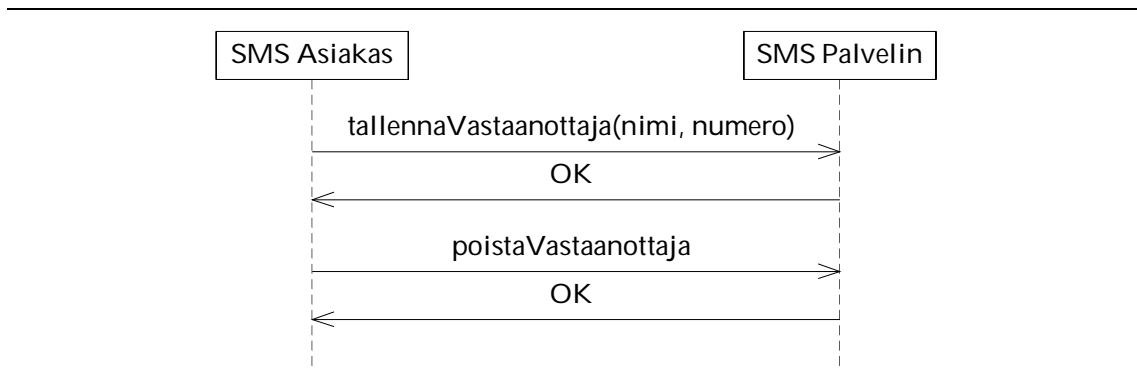 SMS Asiakas
SMS Palvelin
tallennaVastaanottaja(nimi, numero)
OK
poistaVastaanottaja
OK